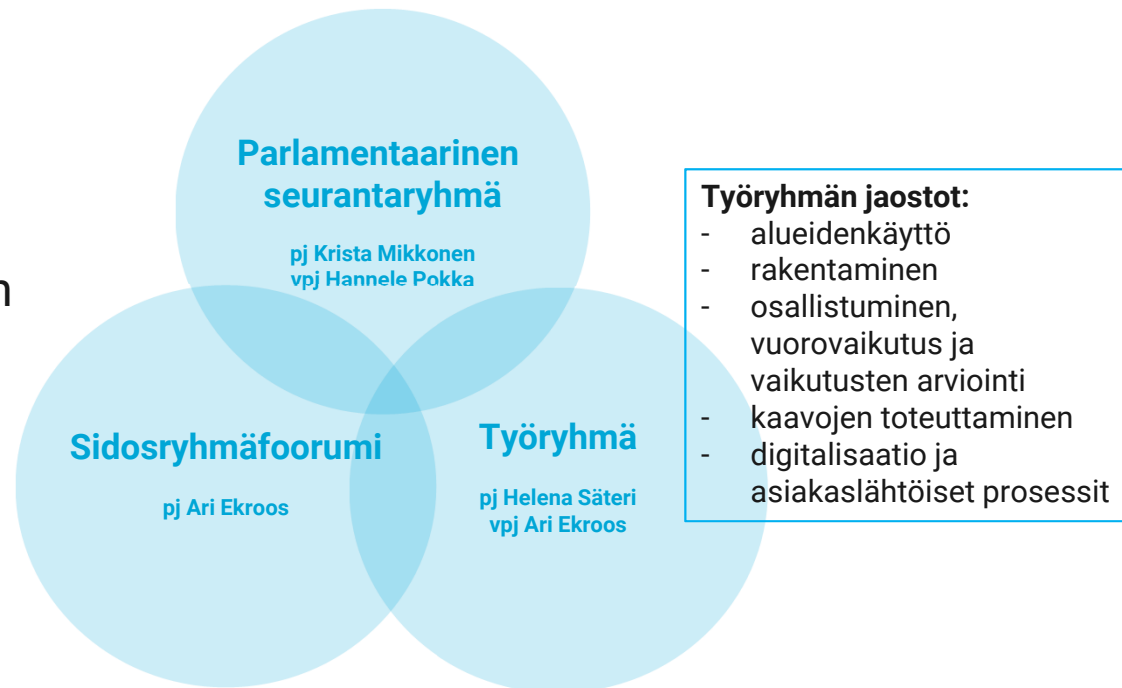 Parlamentaarinen
seurantaryhmä
pj Krista Mikkonen
vpj Hannele Pokka
n
Sidosryhmäfoorumi
pj Ari Ekroos
Työryhmä
pj Helena Säteri
vpj Ari Ekroos
Työryhmän jaostot:
- alueidenkäyttö
- rakentaminen
- osallistuminen,
vuorovaikutus ja
vaikutusten arviointi
- kaavojen toteuttaminen
- digitalisaatio ja
asiakaslähtöiset prosessit